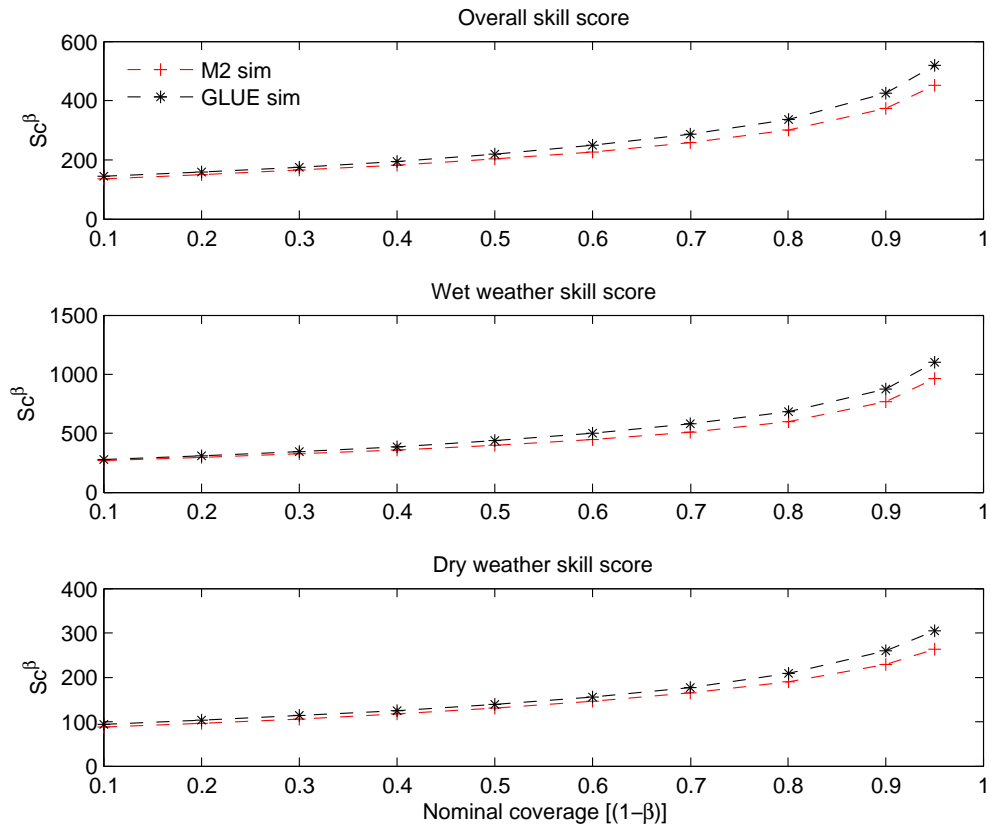 Overall skill score
600
400
200
0
Sc^β
M2 sim
GLUE sim
0.1 0.2 0.3 0.4 0.5 0.6 0.7 0.8 0.9 1
Wet weather skill score
1500
1000
500
0
Sc^β
0.1 0.2 0.3 0.4 0.5 0.6 0.7 0.8 0.9 1
Dry weather skill score
400
300
200
100
0
Sc^β
0.1 0.2 0.3 0.4 0.5 0.6 0.7 0.8 0.9 1
Nominal coverage [(1−β)]